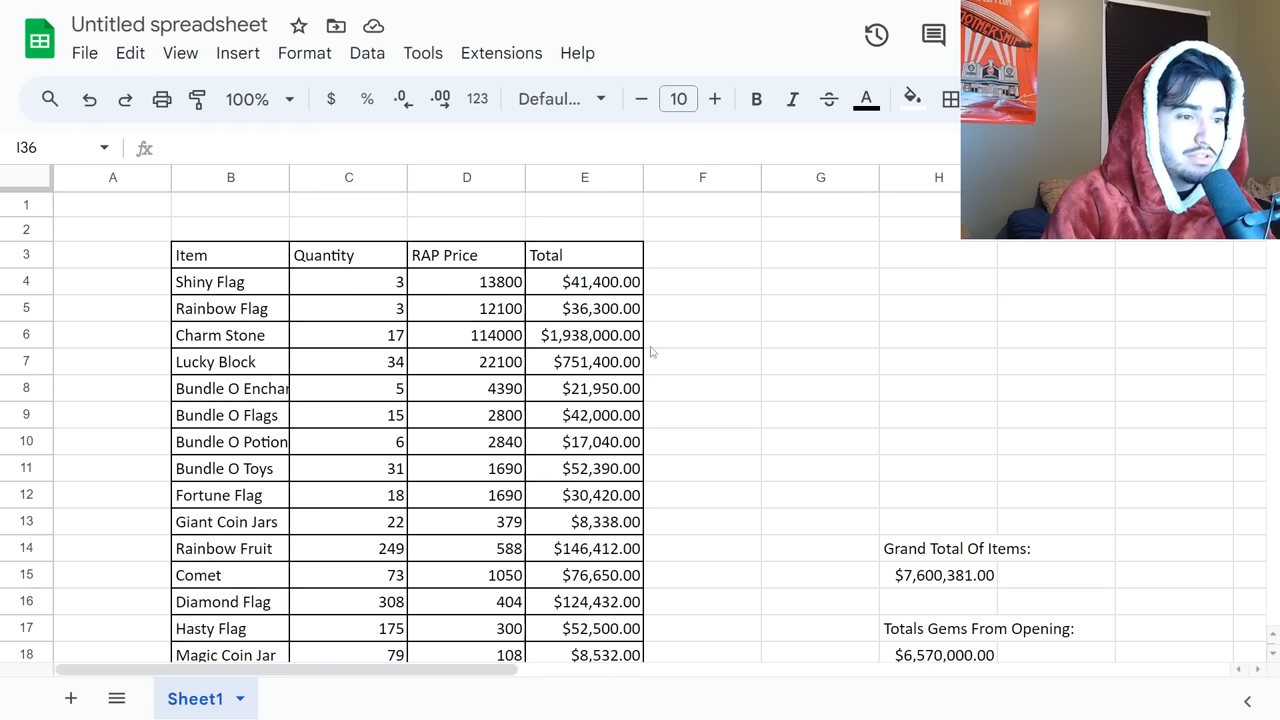 Untitled spreadsheet
File Edit View Insert Format Data Tools Extensions Help
100% $ % .0 .00 123 Defaul... 10 B I A
I36 fx
A B C D E F G H
1
2
3 Item Quantity RAP Price Total
4 Shiny Flag 3 13800 $41,400.00
5 Rainbow Flag 3 12100 $36,300.00
6 Charm Stone 17 114000 $1,938,000.00
7 Lucky Block 34 22100 $751,400.00
8 Bundle O Enchar 5 4390 $21,950.00
9 Bundle O Flags 15 2800 $42,000.00
10 Bundle O Potion 6 2840 $17,040.00
11 Bundle O Toys 31 1690 $52,390.00
12 Fortune Flag 18 1690 $30,420.00
13 Giant Coin Jars 22 379 $8,338.00
14 Rainbow Fruit 249 588 $146,412.00 Grand Total Of Items:
15 Comet 73 1050 $76,650.00 $7,600,381.00
16 Diamond Flag 308 404 $124,432.00
17 Hasty Flag 175 300 $52,500.00 Totals Gems From Opening:
18 Magic Coin Jar 79 108 $8,532.00 $6,570,000.00
Sheet1